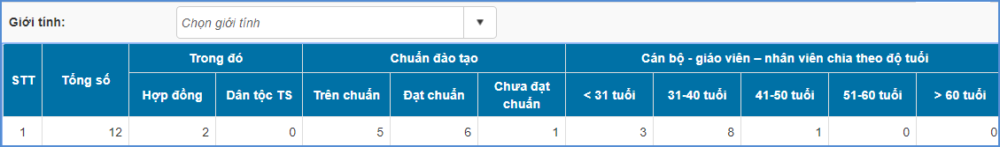 Giới tính: Chọn giới tính
STT Tổng số Trong đó Chuẩn đào tạo Cán bộ - giáo viên – nhân viên chia theo độ tuổi
Hợp đồng Dân tộc TS Trên chuẩn Đạt chuẩn Chưa đạt chuẩn < 31 tuổi 31-40 tuổi 41-50 tuổi 51-60 tuổi > 60 tuổi
1 12 2 0 5 6 1 3 8 1 0 0